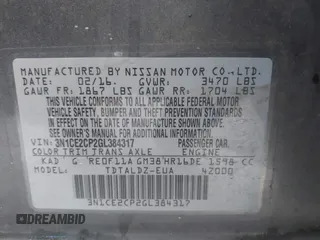 MANUFACTURED BY NISSAN MOTOR CO., LTD.
DATE: 02/16. GVWR: 3470 LBS
GAWR FR: 1867 LBS GAWR RR: 1704 LBS
THIS VEHICLE CONFORMS TO ALL APPLICABLE FEDERAL MOTOR
VEHICLE SAFETY, BUMPER AND THEFT PREVENTION STANDARDS
IN EFFECT ON THE DATE OF MANUFACTURE SHOWN ABOVE.
SEE OWNER'S MANUAL FOR ADDITIONAL INFORMATION
VIN: 3N1CE2CP2GL384317 PASSENGER CAR
COLOR TRIM TRANS AXLE ENGINE
KAD G RE0F11A GM38 HR16DE 1598 CC
MODEL: TDTALDZ-EUA 42000
3N1CE2CP2GL384317
DREAMBID.COM